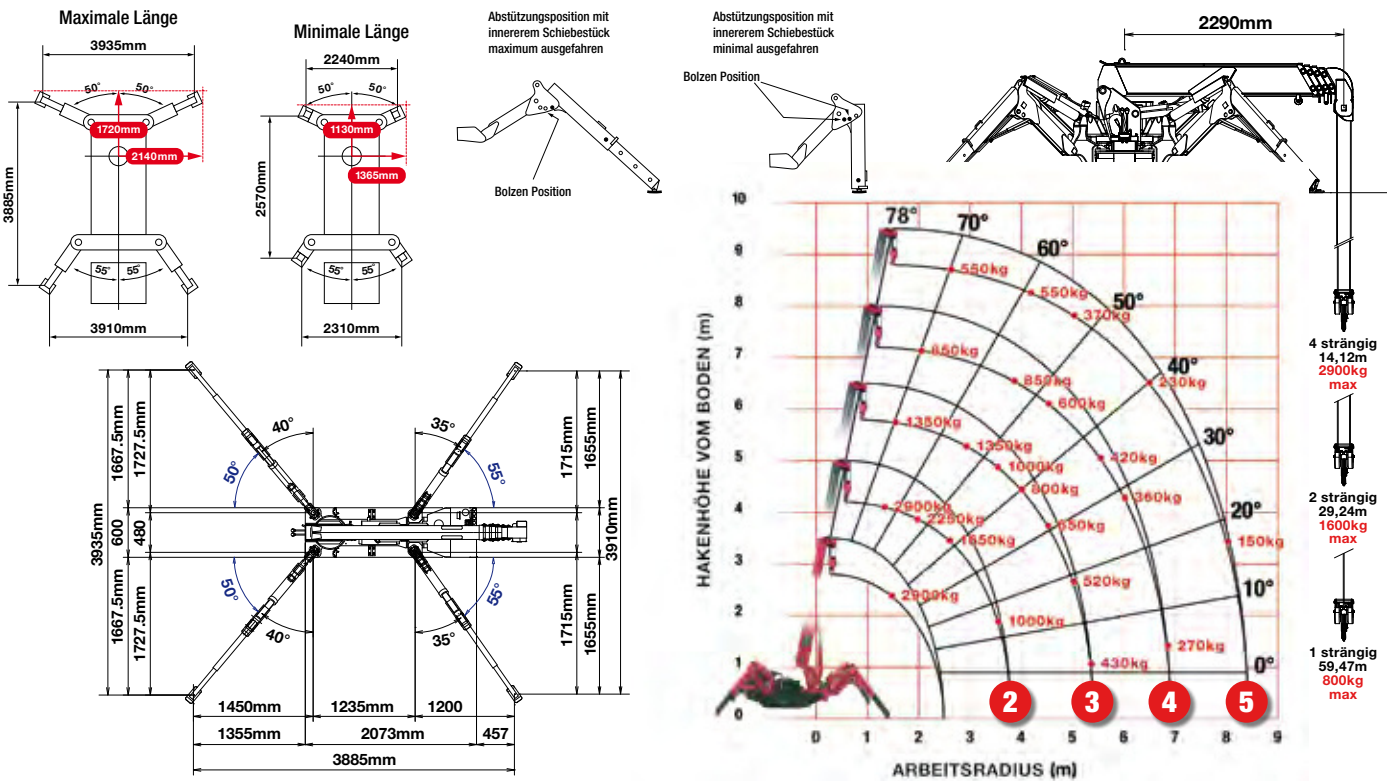 Maximale Länge
3935mm
50°
50°
1720mm
2140mm
3885mm
55°
55°
3910mm
Minimale Länge
2240mm
50°
50°
1130mm
1365mm
2570mm
55°
55°
2310mm
Abstützungsposition mit
innererem Schiebestück
maximum ausgefahren
Bolzen Position
Abstützungsposition mit
innererem Schiebestück
minimal ausgefahren
Bolzen Position
2290mm
3935mm
1667.5mm
1727.5mm
600
480
1667.5mm
1727.5mm
40°
50°
35°
55°
50°
40°
55°
35°
1715mm
1655mm
3910mm
1715mm
1655mm
1450mm
1235mm
1200
1355mm
2073mm
457
3885mm
HAKENHÖHE VOM BODEN (m)
10
9
8
7
6
5
4
3
2
1
0
78°
70°
60°
50°
40°
30°
20°
10°
0°
550kg
550kg
370kg
230kg
150kg
850kg
850kg
600kg
420kg
360kg
270kg
1350kg
1350kg
1000kg
800kg
650kg
520kg
430kg
2900kg
2250kg
1650kg
1000kg
2900kg
2
3
4
5
0
1
2
3
4
5
6
7
8
9
ARBEITSRADIUS (m)
4 strängig
14,12m
2900kg
max
2 strängig
29,24m
1600kg
max
1 strängig
59,47m
800kg
max